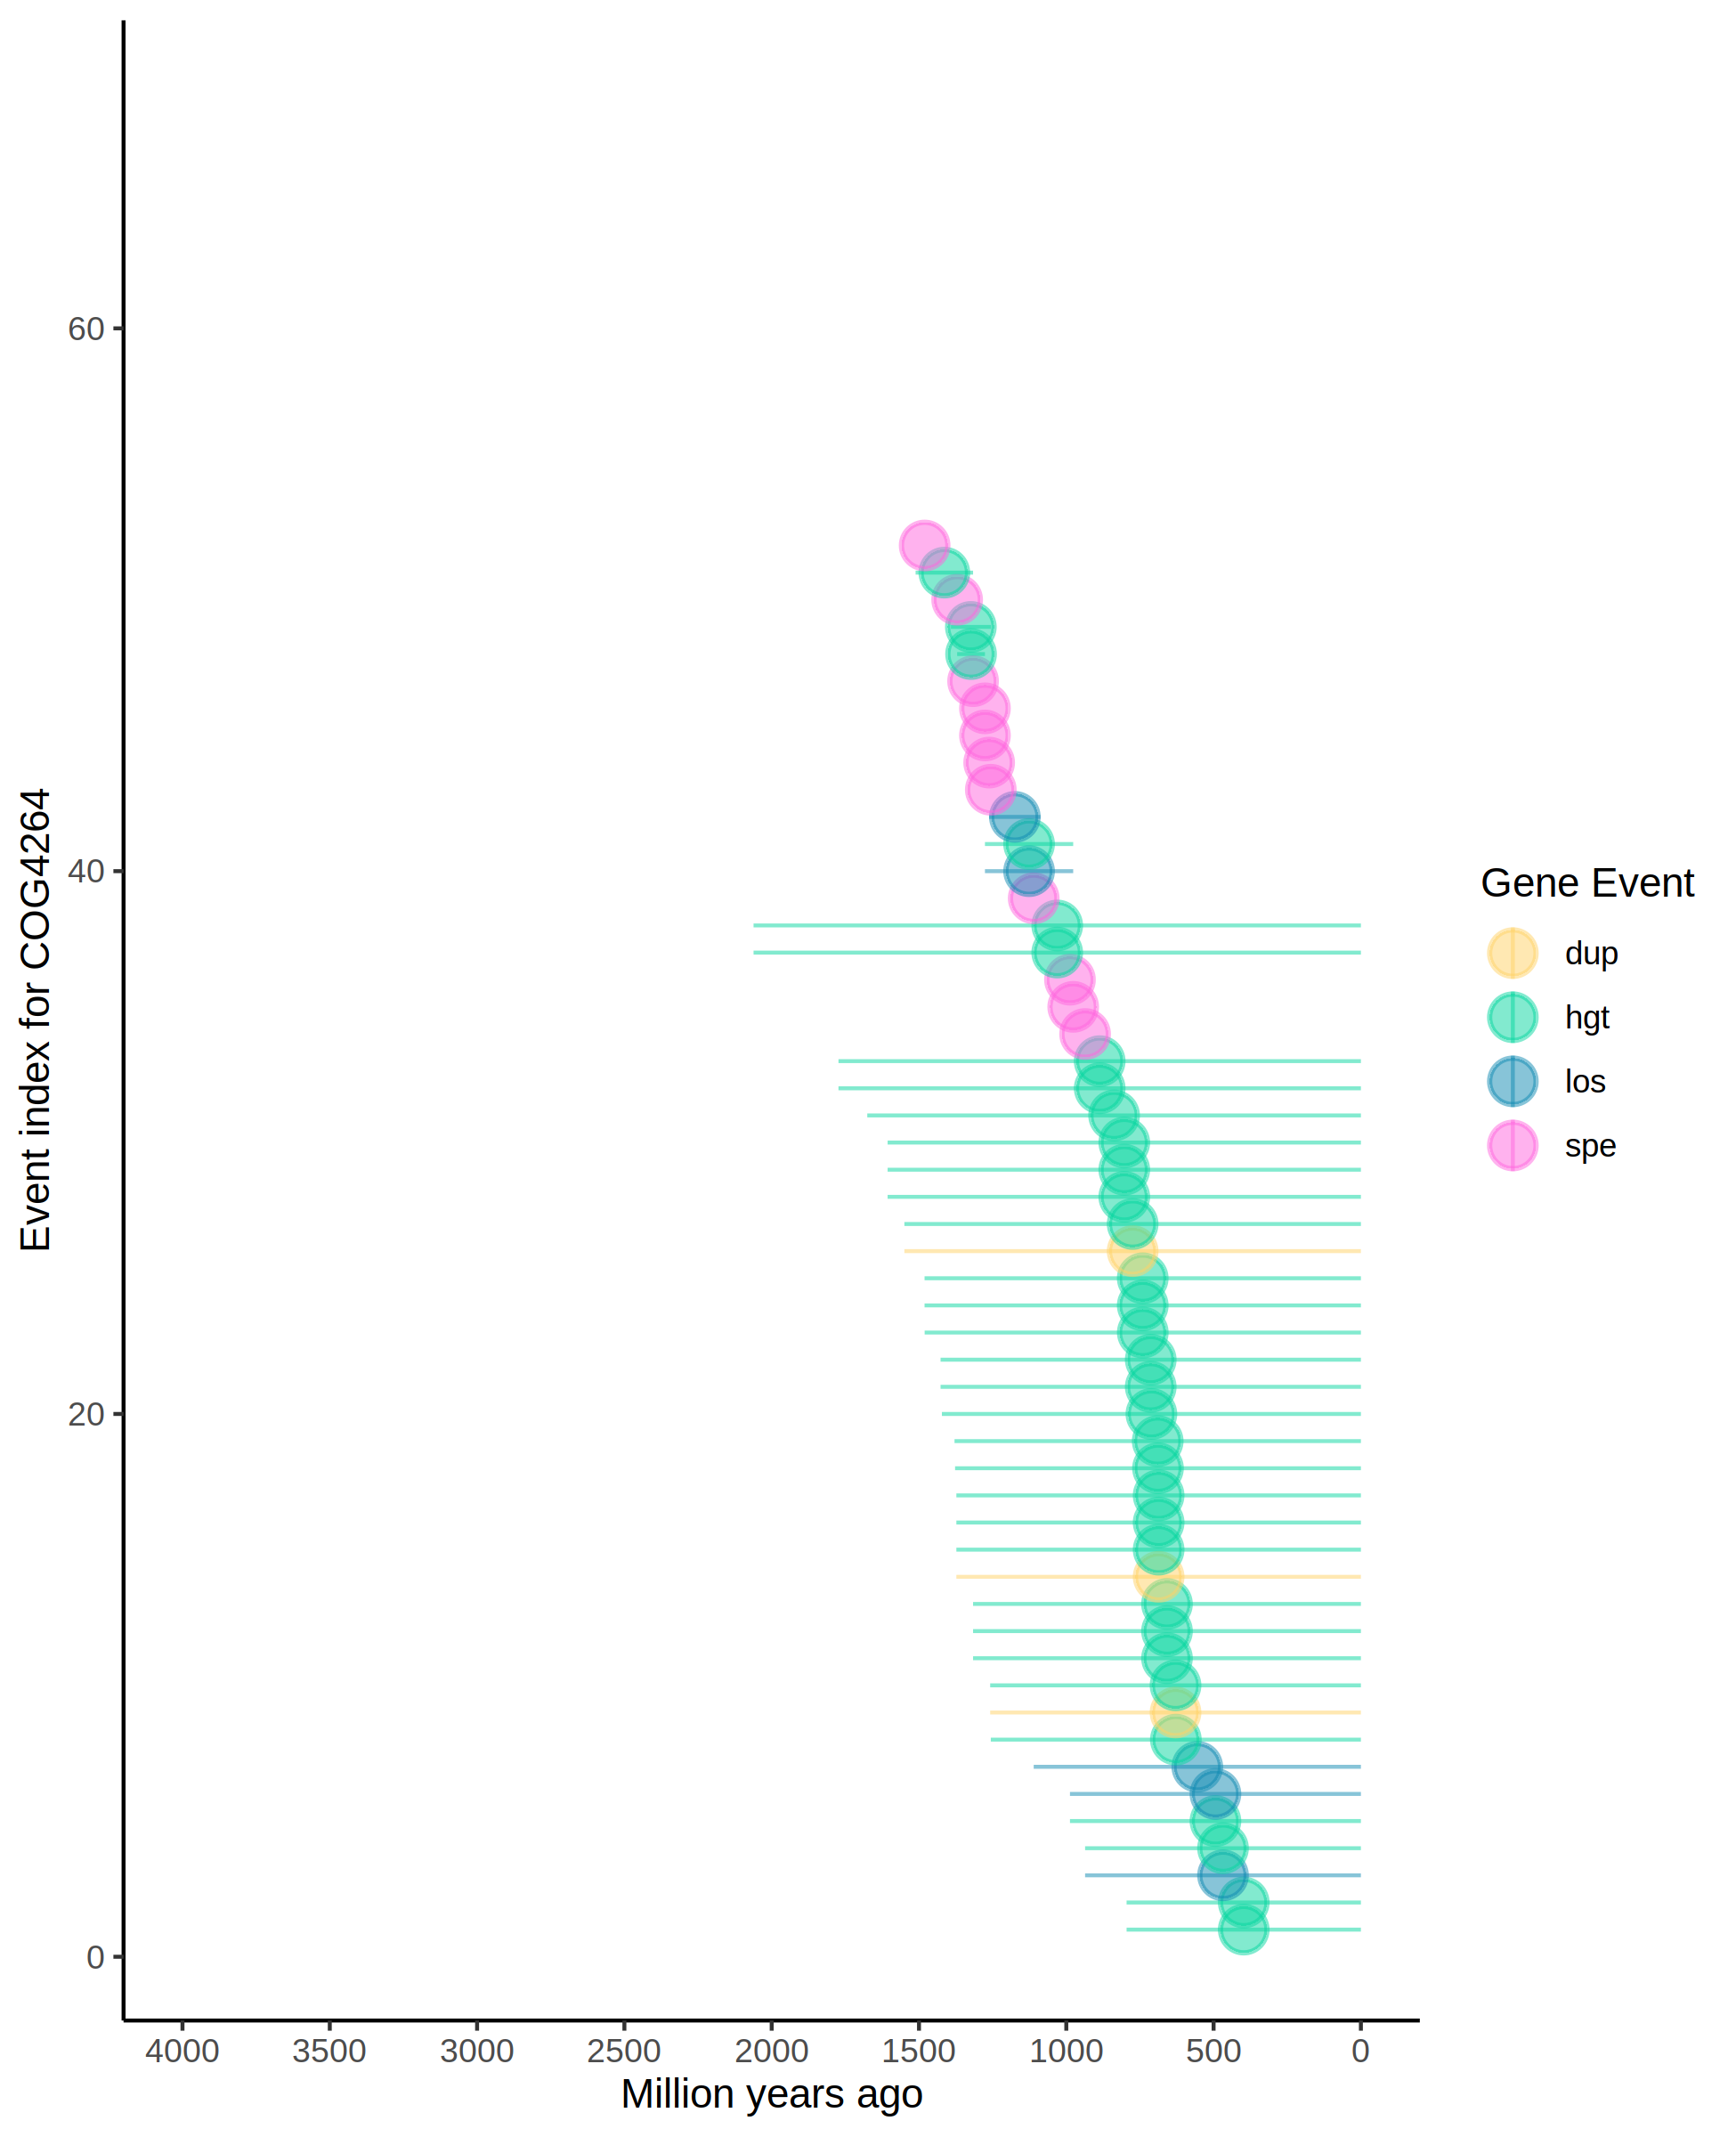 Event index for COG4264
60
40
20
0
4000 3500 3000 2500 2000 1500 1000 500 0
Million years ago
Gene Event
dup
hgt
los
spe